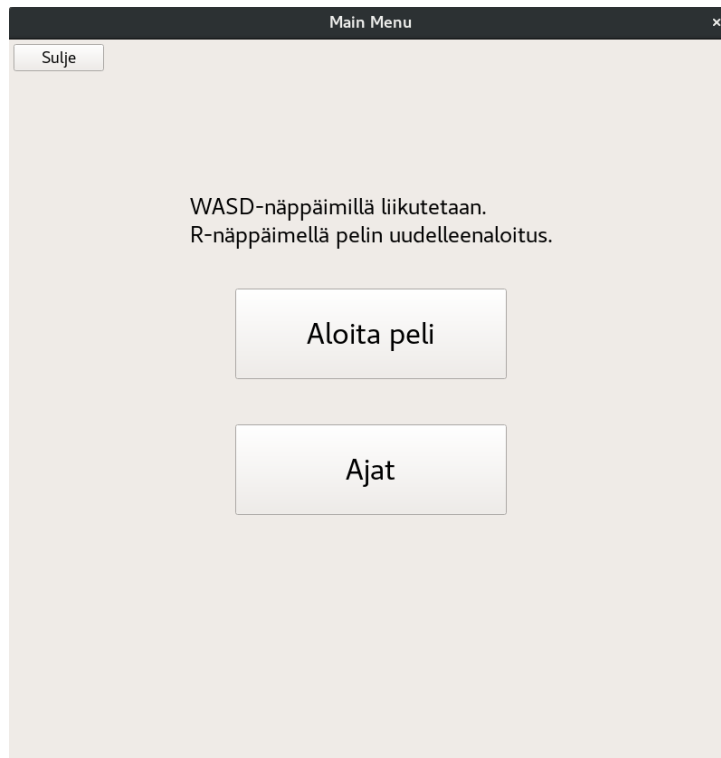 Main Menu
×
Sulje
WASD-näppäimillä liikutetaan.
R-näppäimellä pelin uudelleenaloitus.
Aloita peli
Ajat